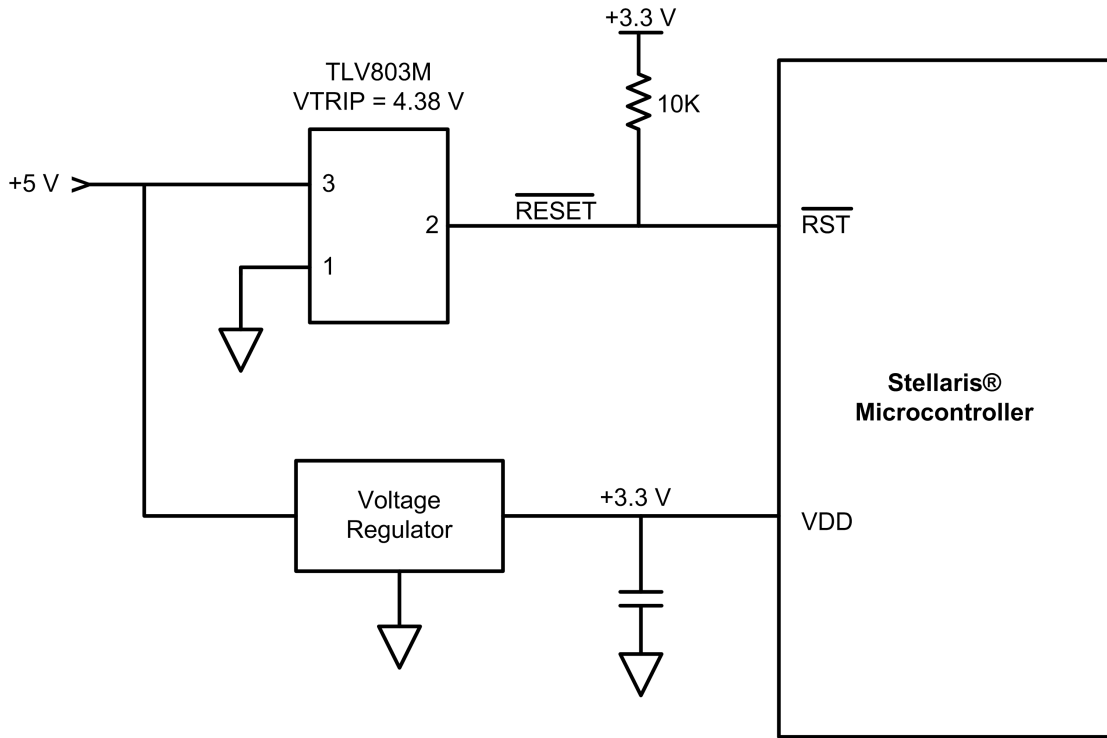 +3.3 V
TLV803M
VTRIP = 4.38 V
10K
+5 V
3
2
RESET
RST
1
Stellaris®
Microcontroller
Voltage
Regulator
+3.3 V
VDD